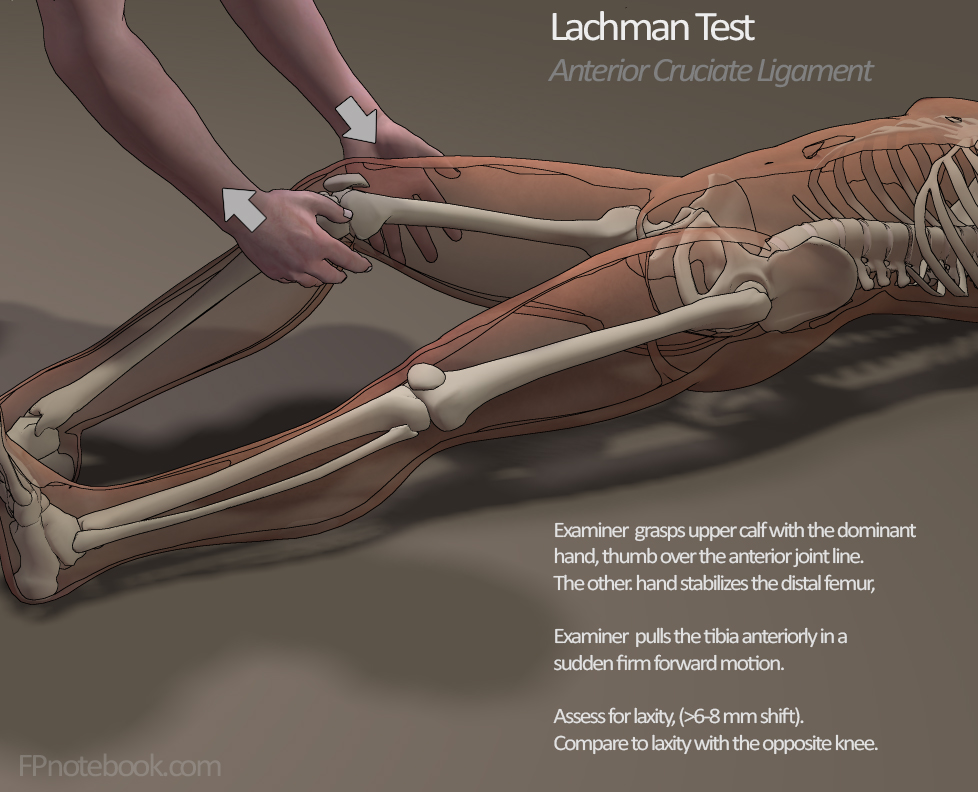 Lachman Test
Anterior Cruciate Ligament
Examiner grasps upper calf with the dominant
hand, thumb over the anterior joint line.
The other. hand stabilizes the distal femur,
Examiner pulls the tibia anteriorly in a
sudden firm forward motion.
Assess for laxity, (>6-8 mm shift).
Compare to laxity with the opposite knee.
FPnotebook.com